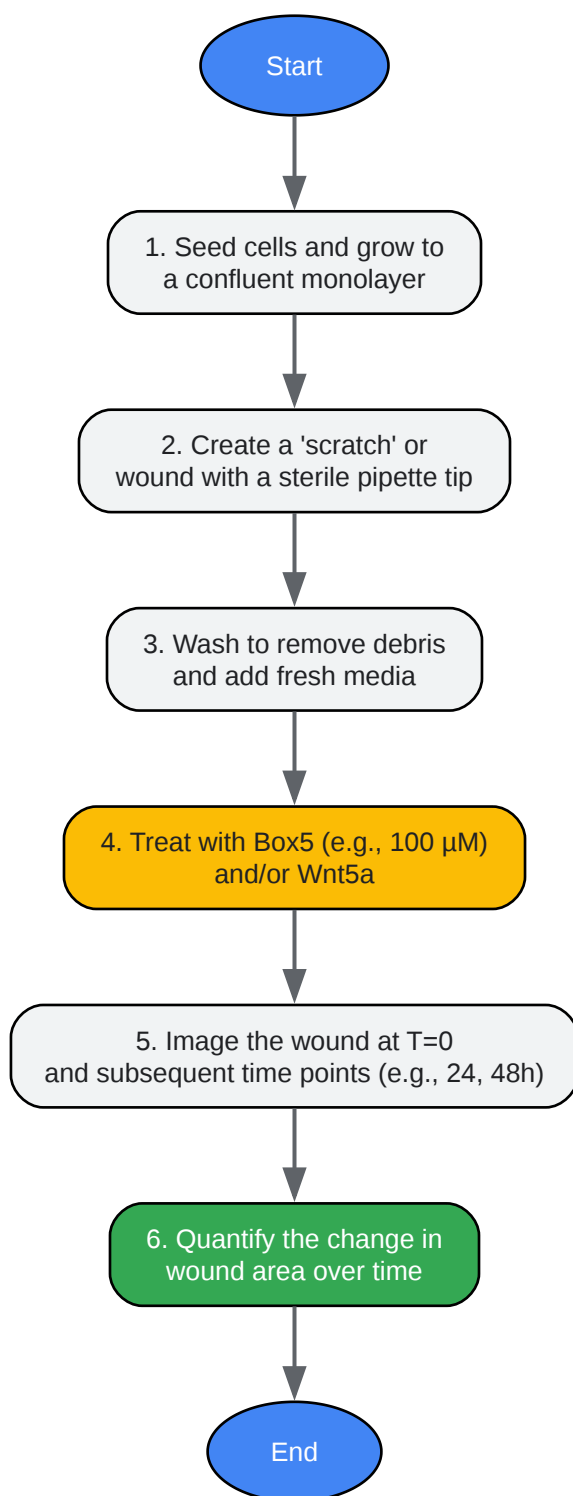 Start
1. Seed cells and grow to
a confluent monolayer
2. Create a 'scratch' or
wound with a sterile pipette tip
3. Wash to remove debris
and add fresh media
4. Treat with Box5 (e.g., 100 µM)
and/or Wnt5a
5. Image the wound at T=0
and subsequent time points (e.g., 24, 48h)
6. Quantify the change in
wound area over time
End